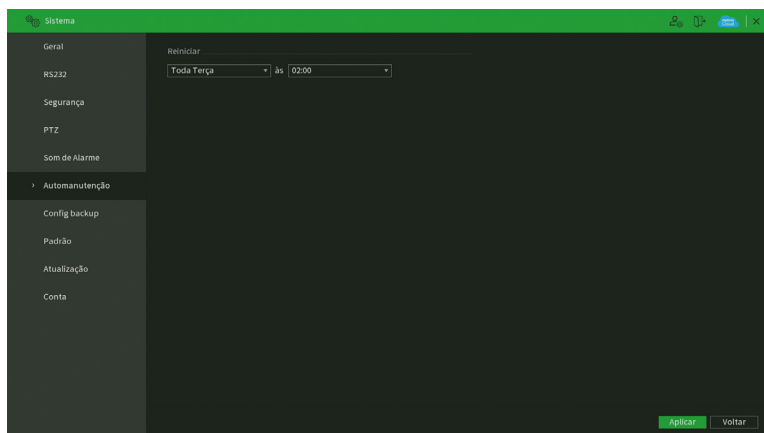 Sistema
Geral
RS232
Segurança
PTZ
Som de Alarme
Automanutenção
Config backup
Padrão
Atualização
Conta
Reiniciar
Toda Terça às 02:00
Aplicar Voltar